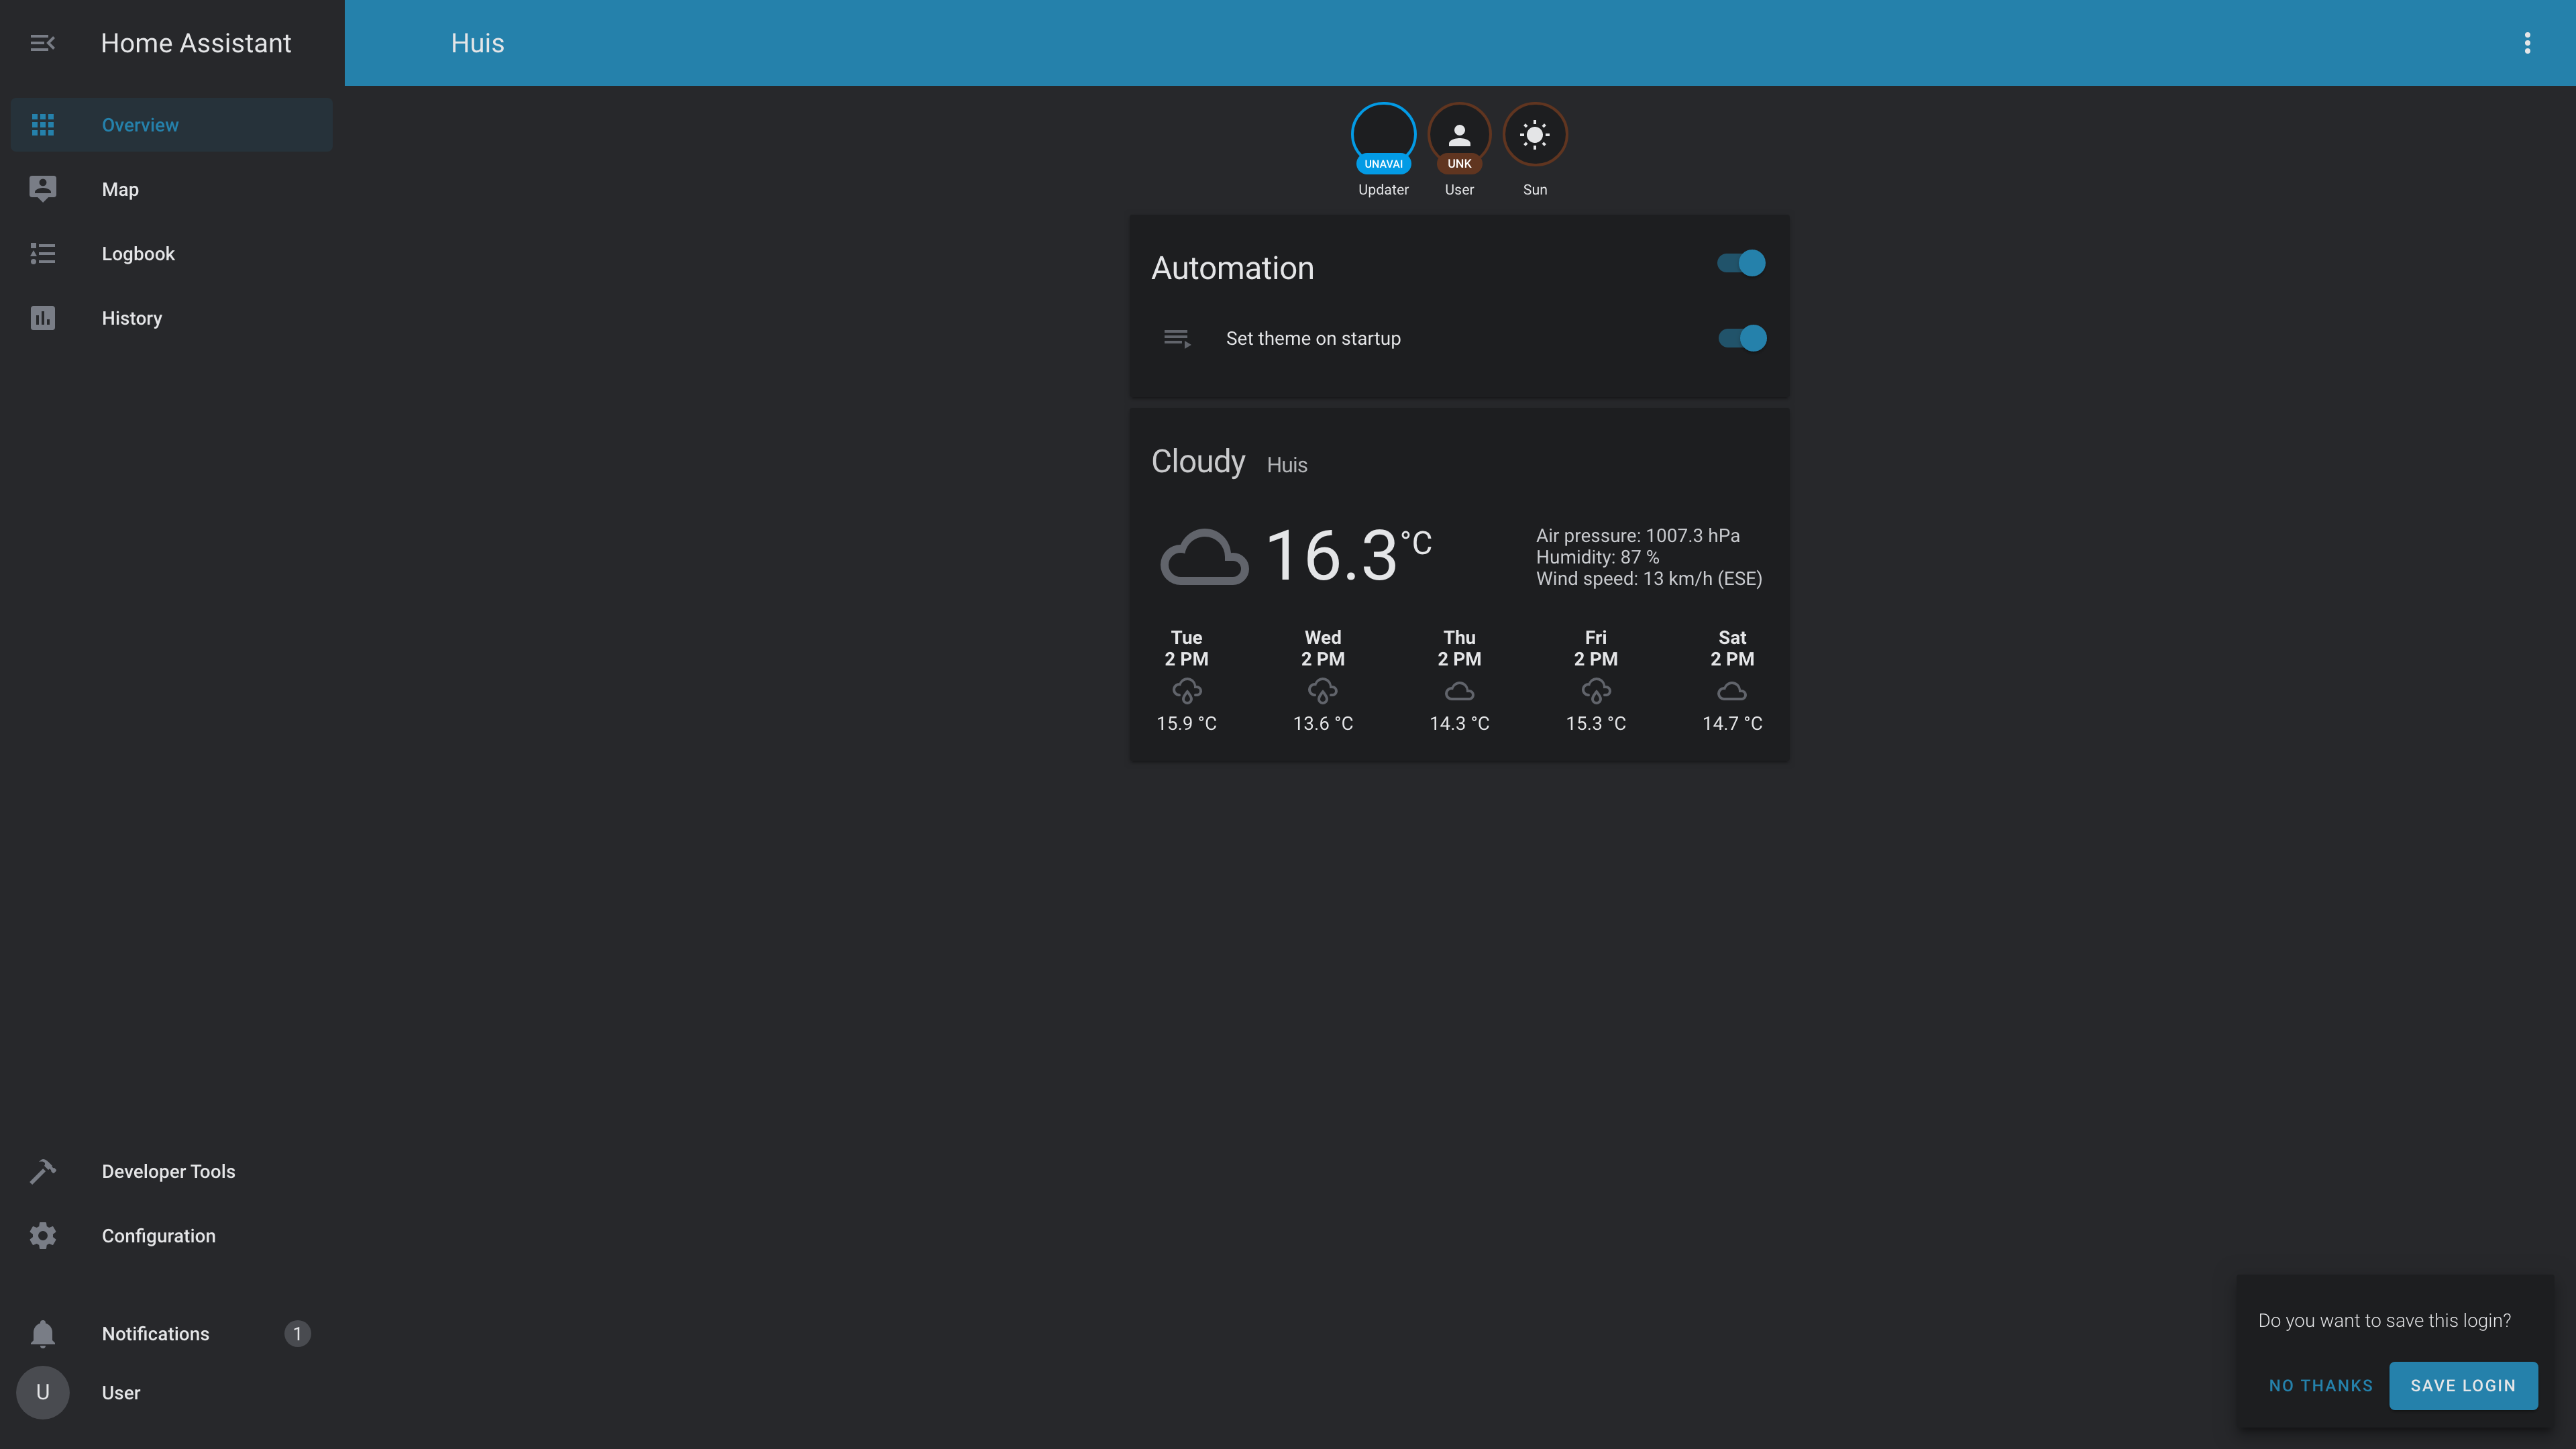 Home Assistant
Huis
Overview
Map
Logbook
History
Developer Tools
Configuration
Notifications 1
U User
UNAVAI UNK
Updater User Sun
Automation
Set theme on startup
Cloudy Huis
16.3 °C
Air pressure: 1007.3 hPa
Humidity: 87 %
Wind speed: 13 km/h (ESE)
Tue Wed Thu Fri Sat
2 PM 2 PM 2 PM 2 PM 2 PM
15.9 °C 13.6 °C 14.3 °C 15.3 °C 14.7 °C
Do you want to save this login?
NO THANKS SAVE LOGIN